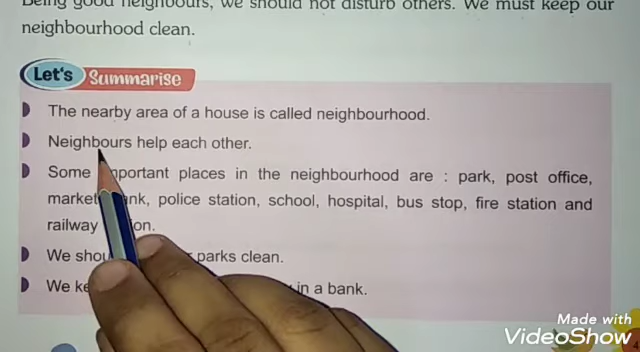 Being good neighbours, we should not disturb others. We must keep our
neighbourhood clean.
Let's Summarise
The nearby area of a house is called neighbourhood.
Neighbours help each other.
Some important places in the neighbourhood are : park, post office,
market, bank, police station, school, hospital, bus stop, fire station and
railway station.
We should parks clean.
We in a bank.
Made with
VideoShow